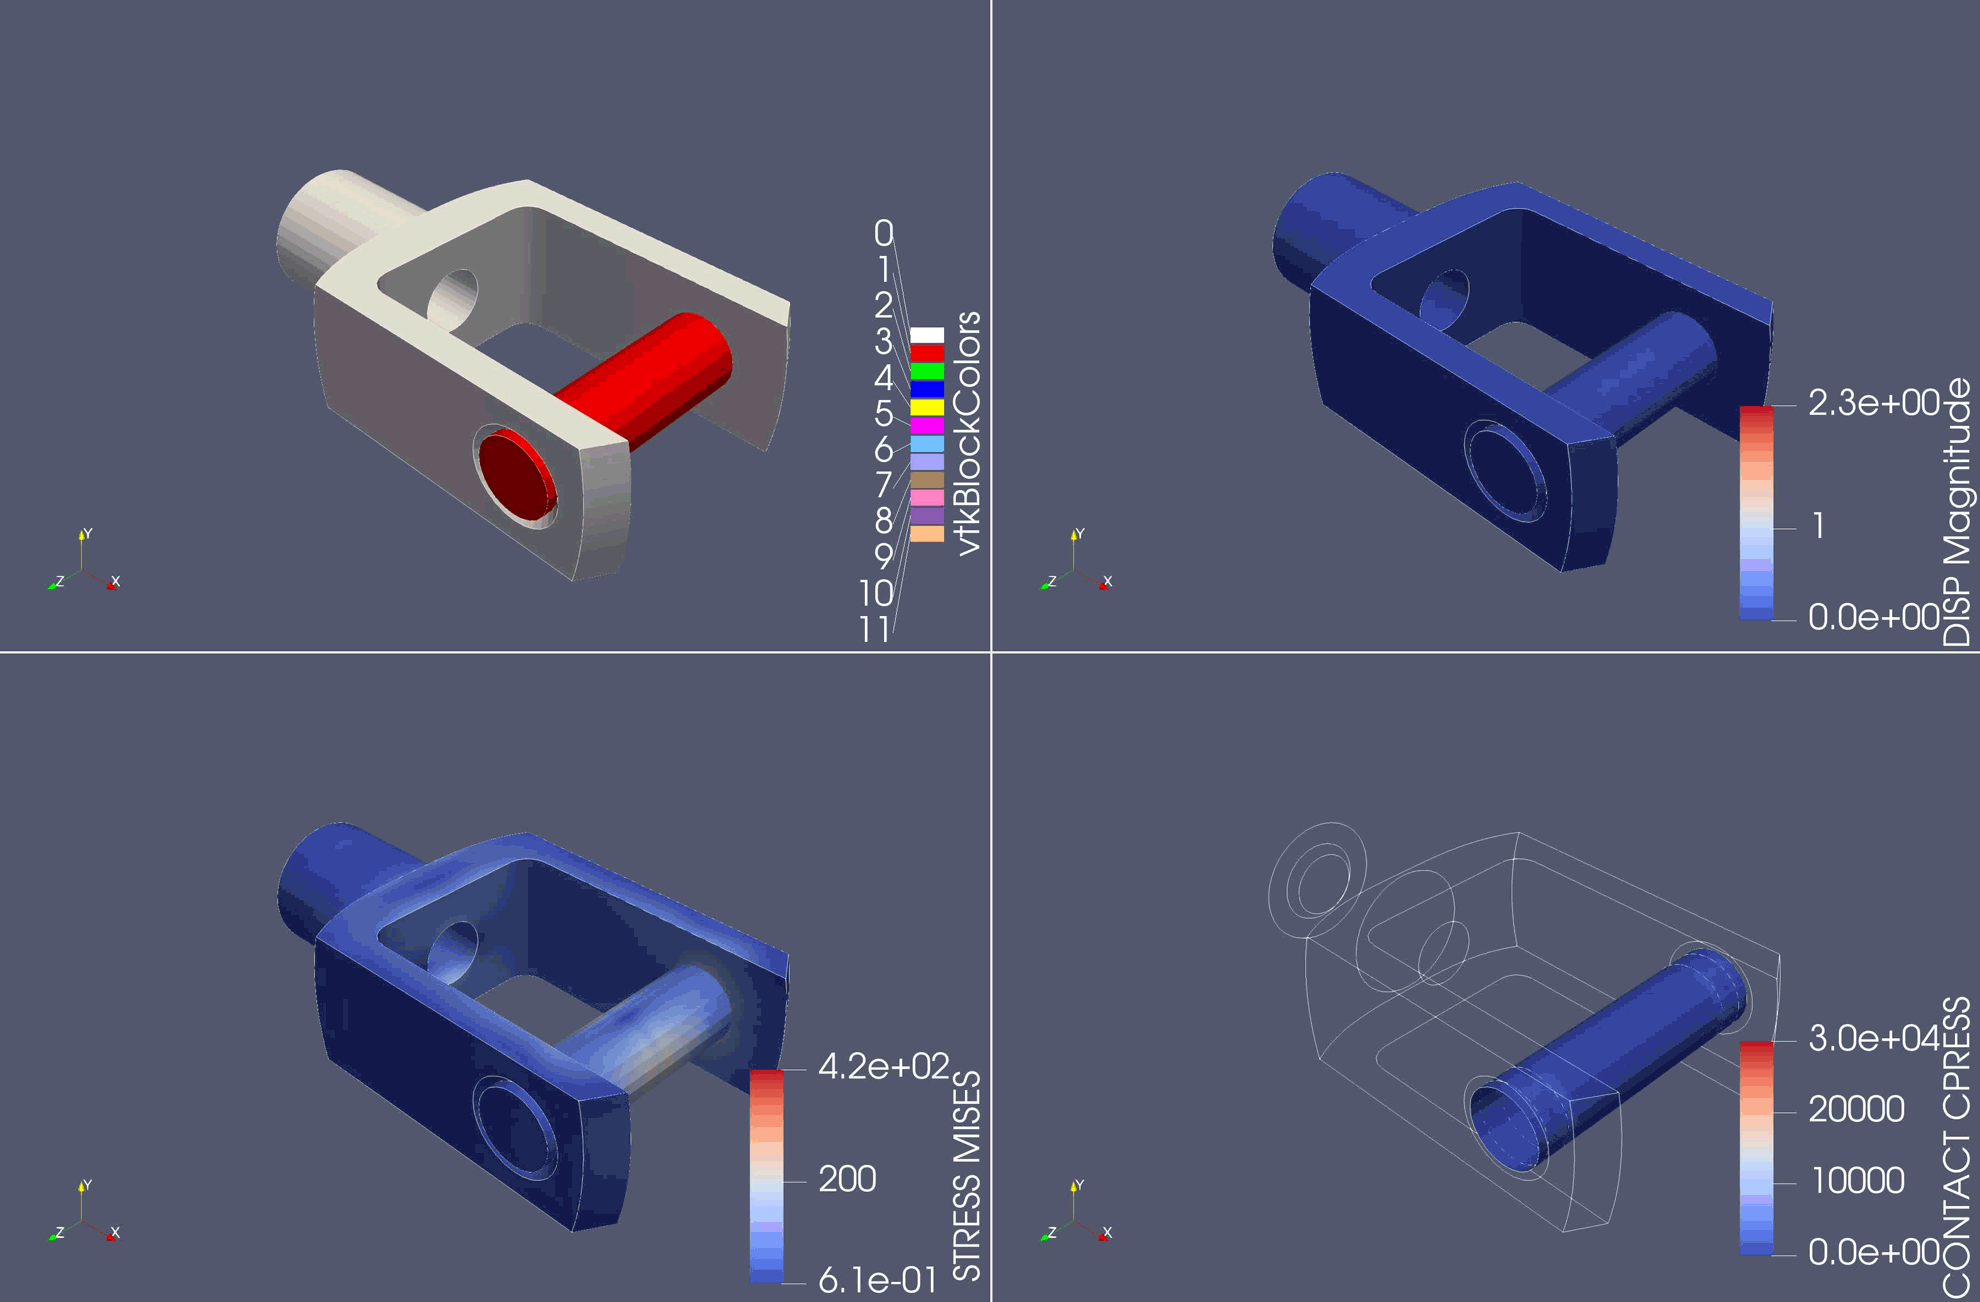 0
1
2
3
4
5
6
7
8
9
10
11
vtkBlockColors
Y
Z
X
2.3e+00
1
0.0e+00
DISP Magnitude
Y
Z
X
4.2e+02
200
6.1e-01
STRESS MISES
Y
Z
X
3.0e+04
20000
10000
0.0e+00
CONTACT CPRESS
Y
Z
X